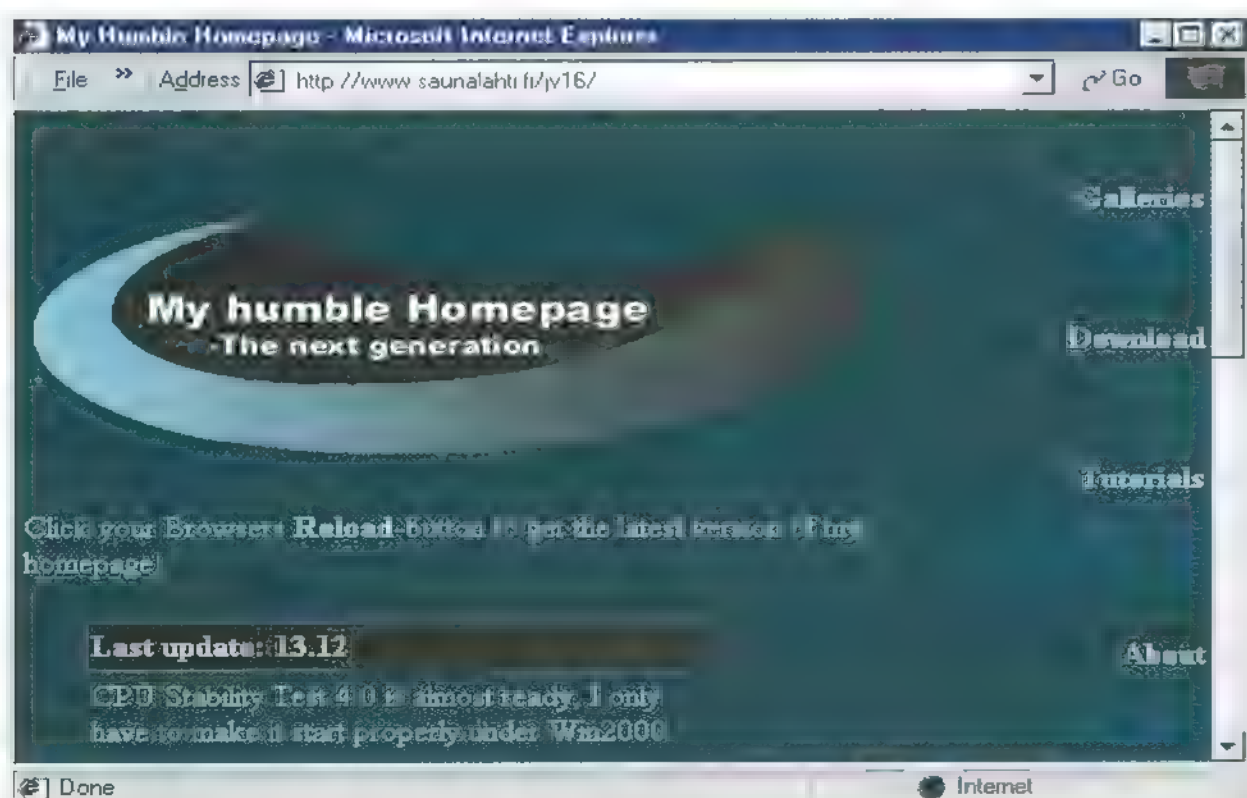 My Humble Homepage - Microsoft Internet Explorer
File » Address http //www saunalahti fi/jv16/ Go
Galleries
My humble Homepage
-The next generation
Download
Tutorials
Click your Browsers Reload button to get the latest version of my
homepage!
Last update: 13.12
About
CPU Stability Test 4 0 is almost ready. I only
have to make it start properly under Win2000
Done Internet